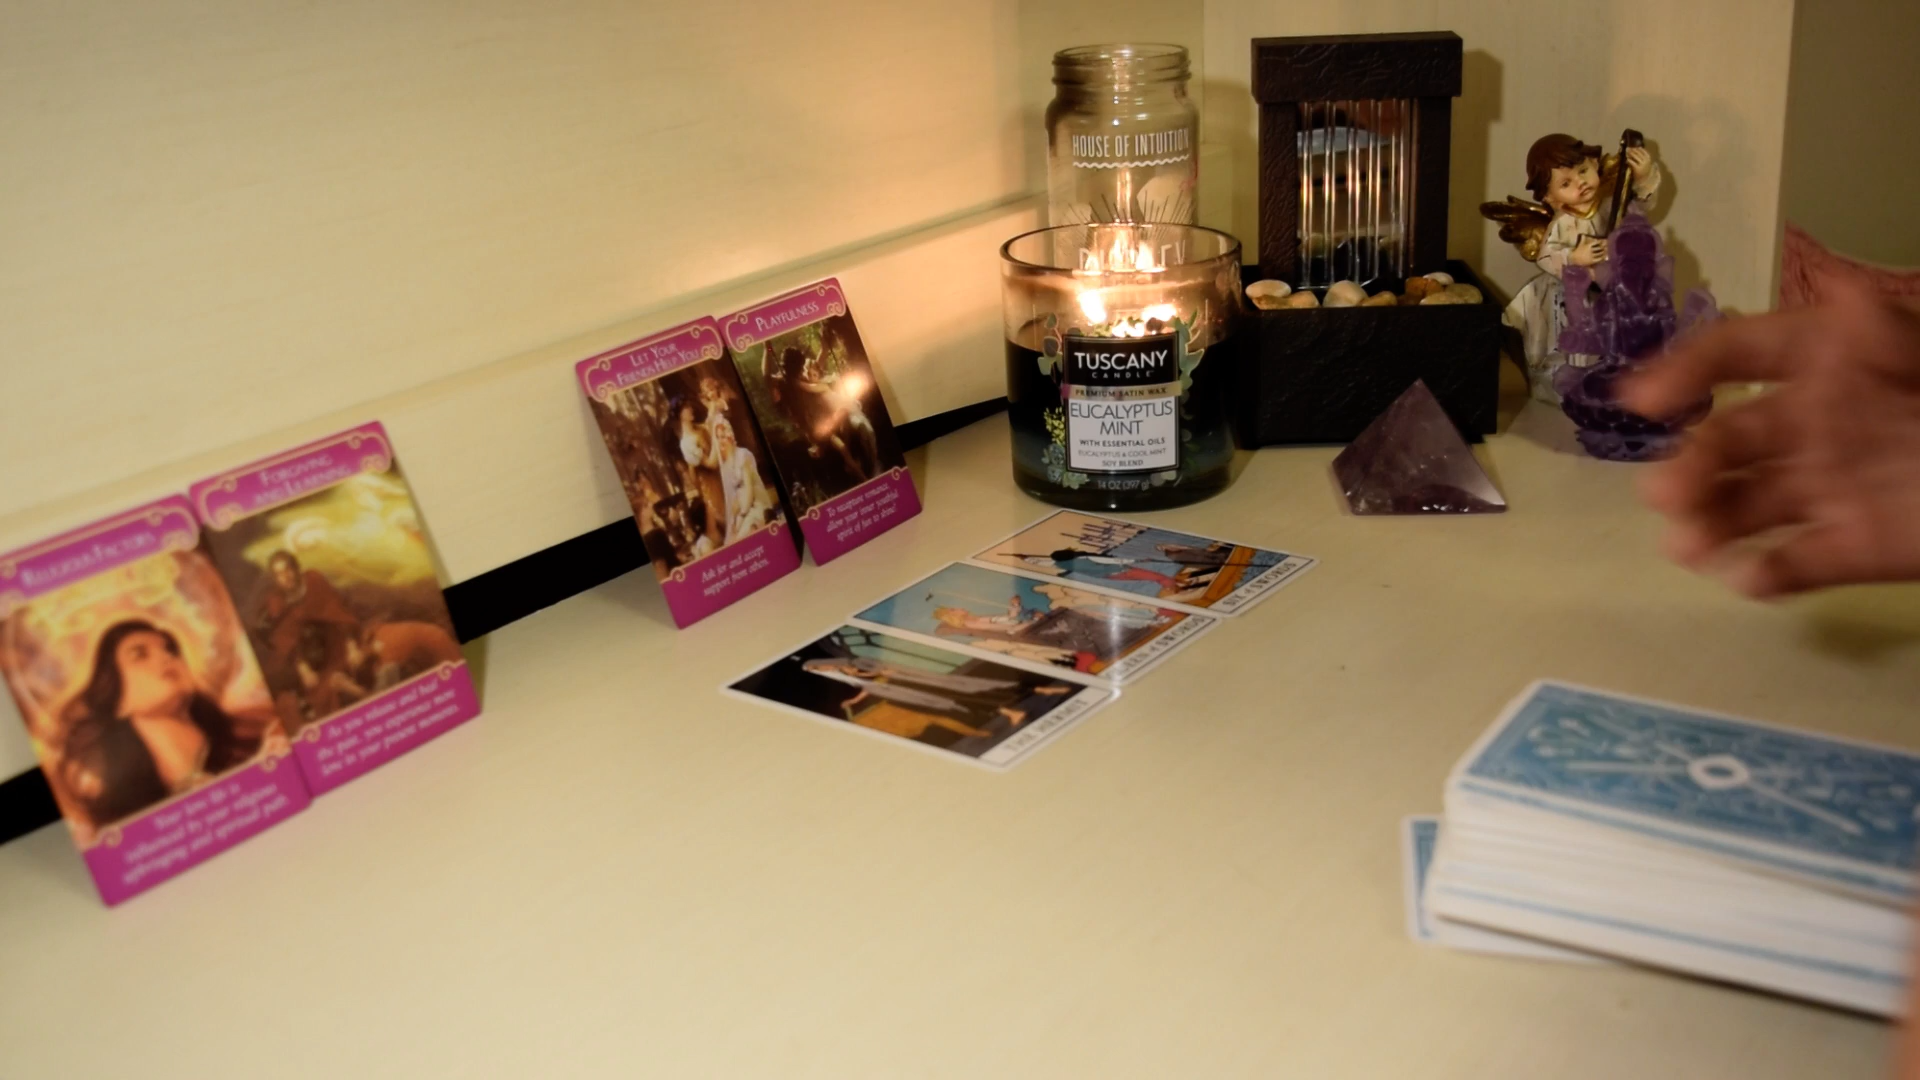 RELIGIOUS FACTORS
Your love life is
influenced by your religious
upbringing and spiritual path.
FORGIVING
AND LEARNING
As you release and heal
the past, you experience more
love in your present moments.
LET YOUR
FRIENDS HELP YOU
Ask for and accept
support from others.
PLAYFULNESS
To recapture romance,
allow your inner youthful
spirit of fun to shine!
HOUSE OF INTUITION
TUSCANY
CANDLE
PREMIUM SATIN WAX
EUCALYPTUS
MINT
WITH ESSENTIAL OILS
EUCALYPTUS & COOL MINT
SOY BLEND
14 OZ (397 g)
SIX of SWORDS
QUEEN of SWORDS
THE HERMIT